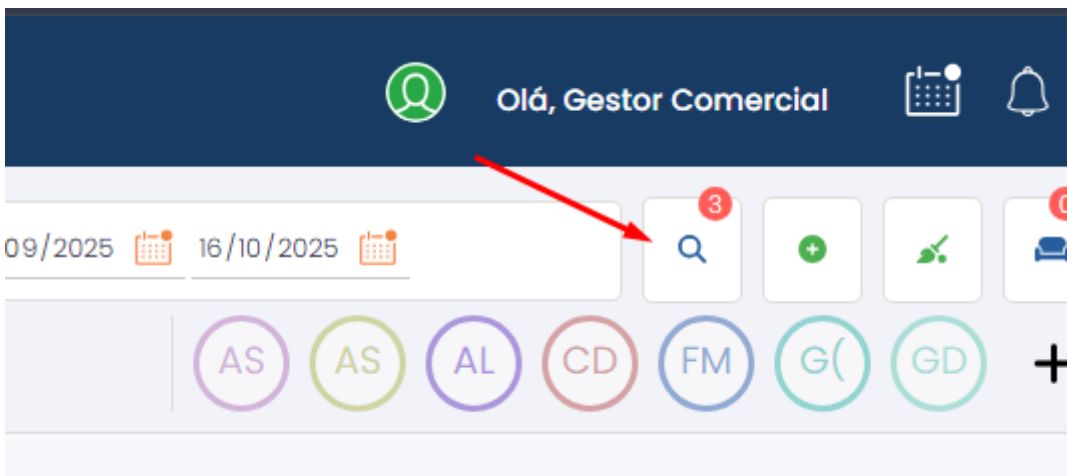 Olá, Gestor Comercial
3
09/2025 16/10/2025
AS AS AL CD FM G( GD